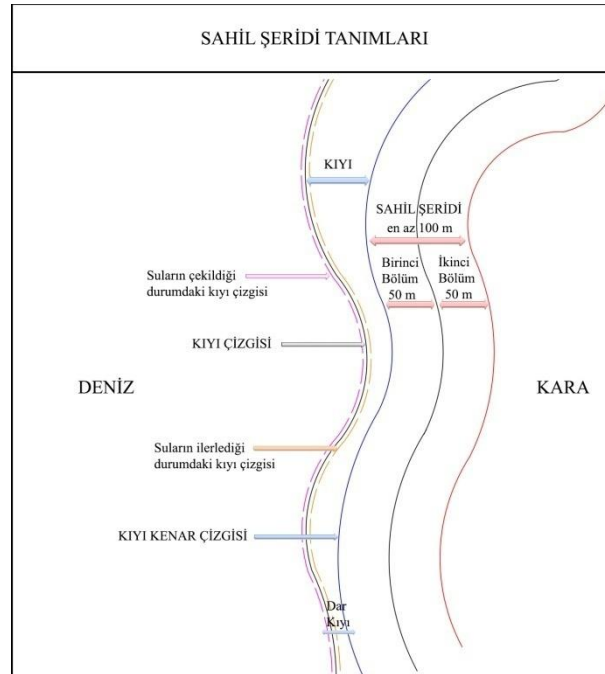 SAHİL ŞERİDİ TANIMLARI
KIYI
SAHİL ŞERİDİ
en az 100 m
Birinci
Bölüm
50 m
İkinci
Bölüm
50 m
Suların çekildiği
durumdaki kıyı çizgisi
KIYI ÇİZGİSİ
DENİZ
KARA
Suların ilerlediği
durumdaki kıyı çizgisi
KIYI KENAR ÇİZGİSİ
Dar
Kıyı